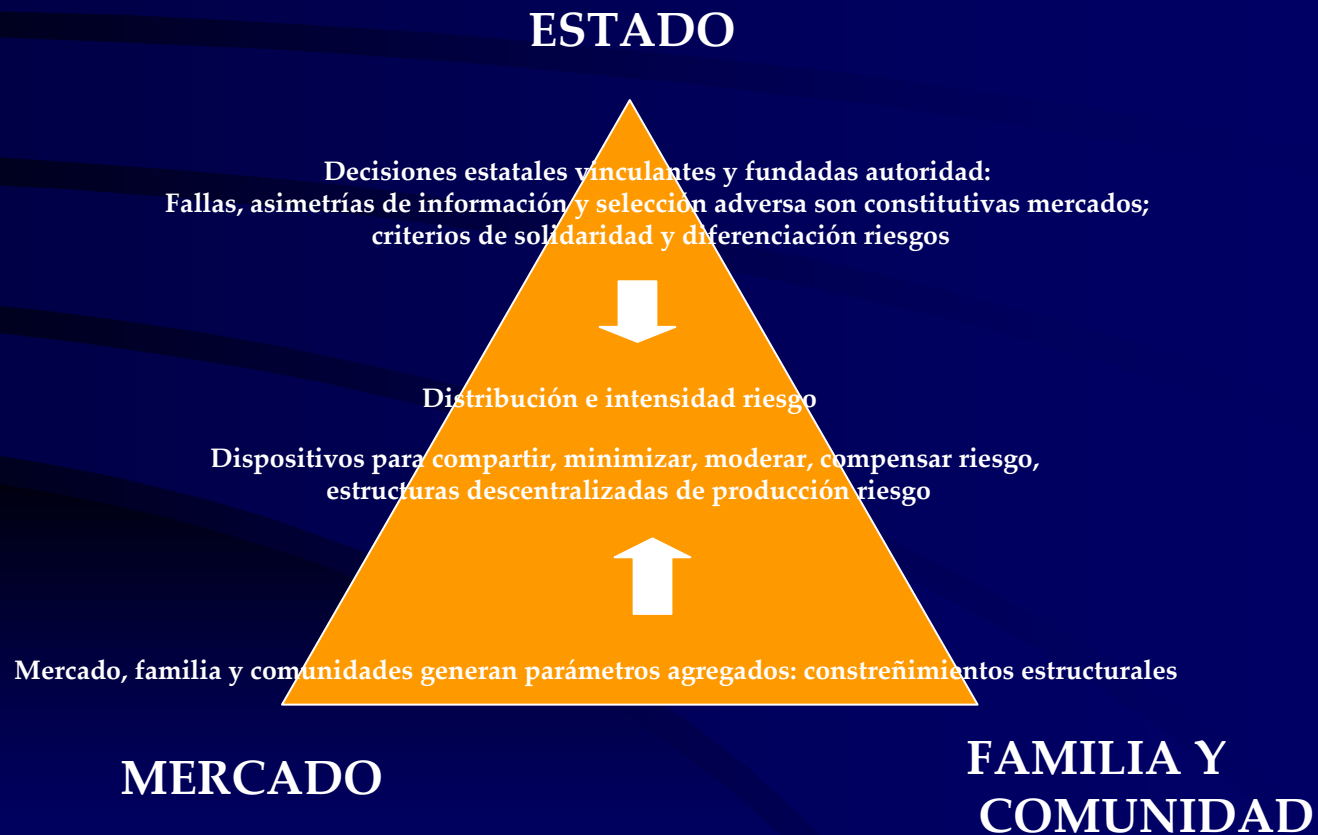 ESTADO
Decisiones estatales vinculantes y fundadas autoridad:
Fallas, asimetrías de información y selección adversa son constitutivas mercados;
criterios de solidaridad y diferenciación riesgos
Distribución e intensidad riesgo
Dispositivos para compartir, minimizar, moderar, compensar riesgo,
estructuras descentralizadas de producción riesgo
Mercado, familia y comunidades generan parámetros agregados: constreñimientos estructurales
MERCADO
FAMILIA Y
COMUNIDAD